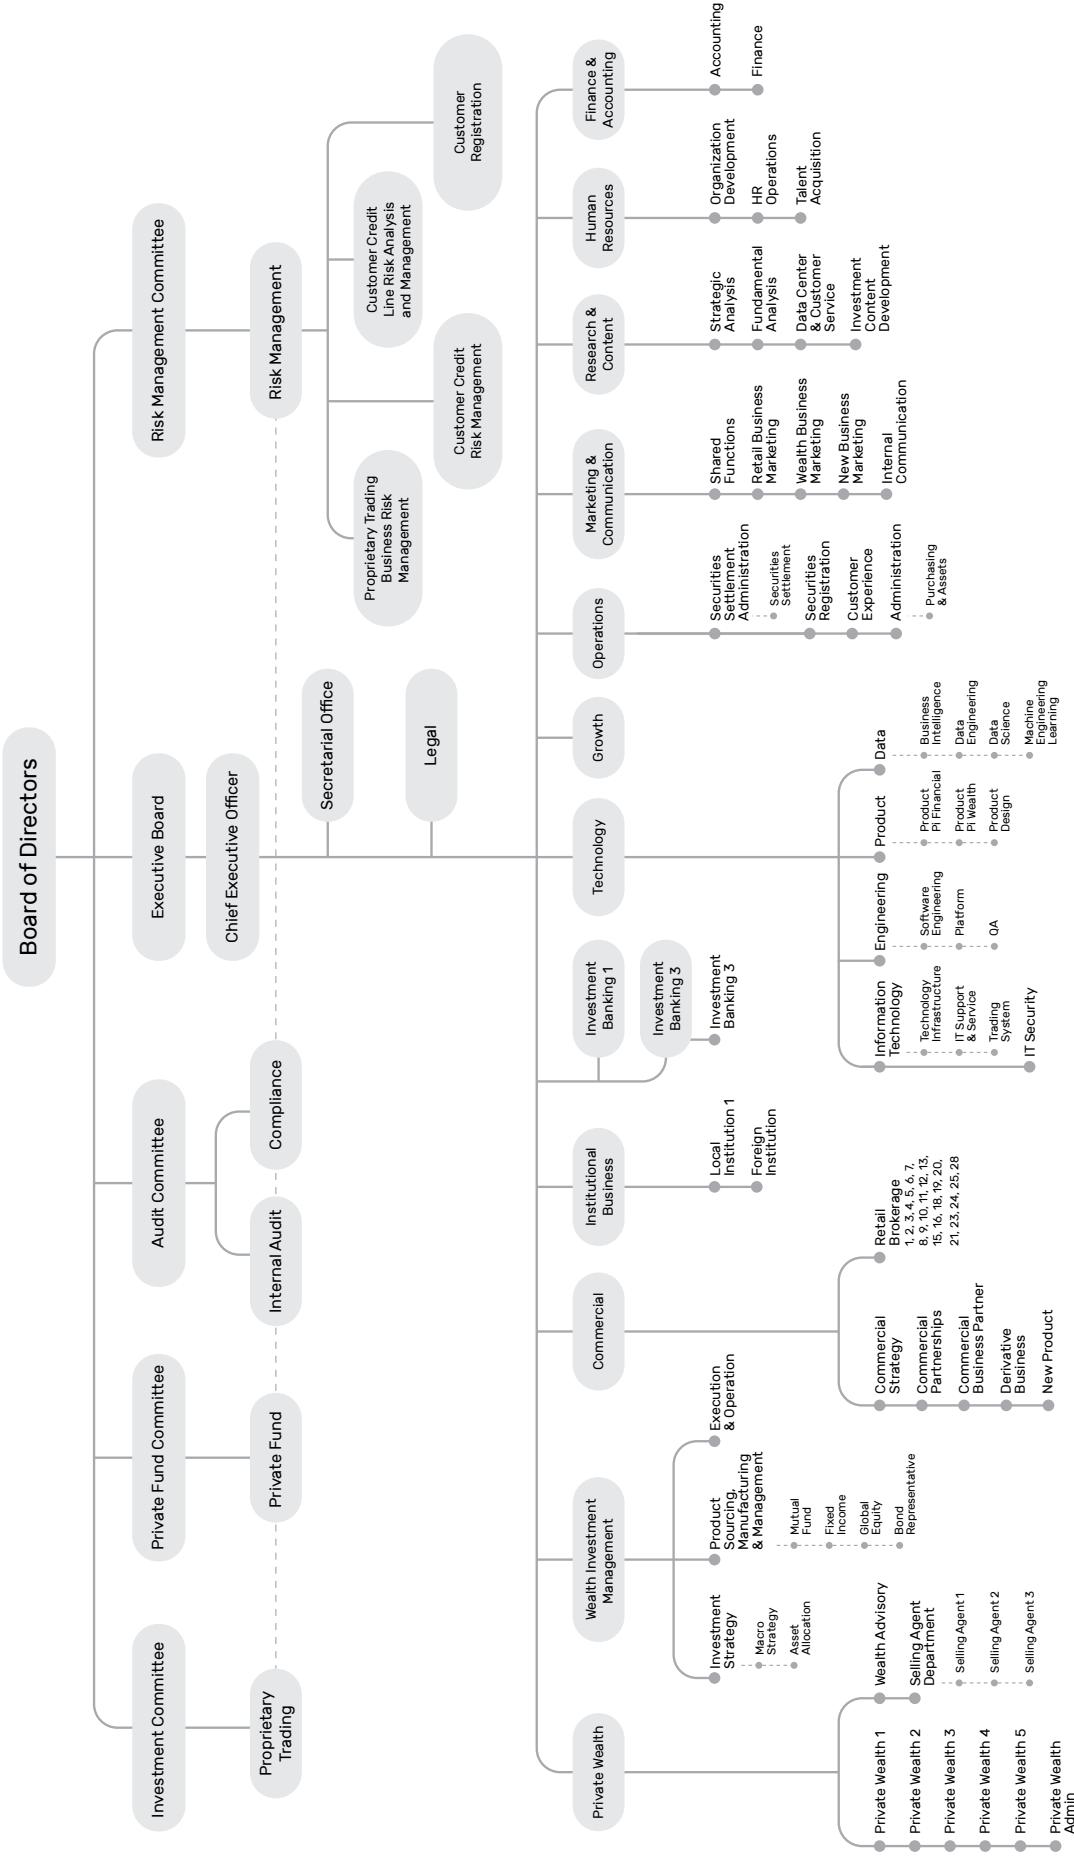 Board of Directors
Investment Committee
Private Fund Committee
Audit Committee
Executive Board
Risk Management Committee
Chief Executive Officer
Proprietary
Trading
Private Fund
Internal Audit
Compliance
Risk Management
Secretarial Office
Legal
Proprietary Trading
Business Risk
Management
Customer Credit
Risk Management
Customer Credit
Line Risk Analysis
and Management
Customer
Registration
Private Wealth
Private Wealth 1
Private Wealth 2
Private Wealth 3
Private Wealth 4
Private Wealth 5
Private Wealth
Admin
Wealth Advisory
Selling Agent
Department
Selling Agent 1
Selling Agent 2
Selling Agent 3
Wealth Investment
Management
Investment
Strategy
Macro
Strategy
Asset
Allocation
Product
Sourcing,
Manufacturing
& Management
Mutual
Fund
Fixed
Income
Global
Equity
Bond
Representative
Execution
& Operation
Commercial
Commercial
Strategy
Commercial
Partnerships
Commercial
Business Partner
Derivative
Business
New Product
Retail
Brokerage
1, 2, 3, 4, 5, 6, 7,
8, 9, 10, 11, 12, 13,
15, 16, 18, 19, 20,
21, 23, 24, 25, 28
Institutional
Business
Local
Institution 1
Foreign
Institution
Investment
Banking 1
Investment
Banking 3
Investment
Banking 3
Technology
Information
Technology
Technology
Infrastructure
IT Support
& Service
Trading
System
IT Security
Engineering
Software
Engineering
Platform
QA
Product
Product
Pi Financial
Product
Pi Wealth
Product
Design
Data
Business
Intelligence
Data
Engineering
Data
Science
Machine
Engineering
Learning
Growth
Operations
Securities
Settlement
Administration
Securities
Settlement
Securities
Registration
Customer
Experience
Administration
Purchasing
& Assets
Marketing &
Communication
Shared
Functions
Retail Business
Marketing
Wealth Business
Marketing
New Business
Marketing
Internal
Communication
Research &
Content
Strategic
Analysis
Fundamental
Analysis
Data Center
& Customer
Service
Investment
Content
Development
Human
Resources
Organization
Development
HR
Operations
Talent
Acquisition
Finance &
Accounting
Accounting
Finance